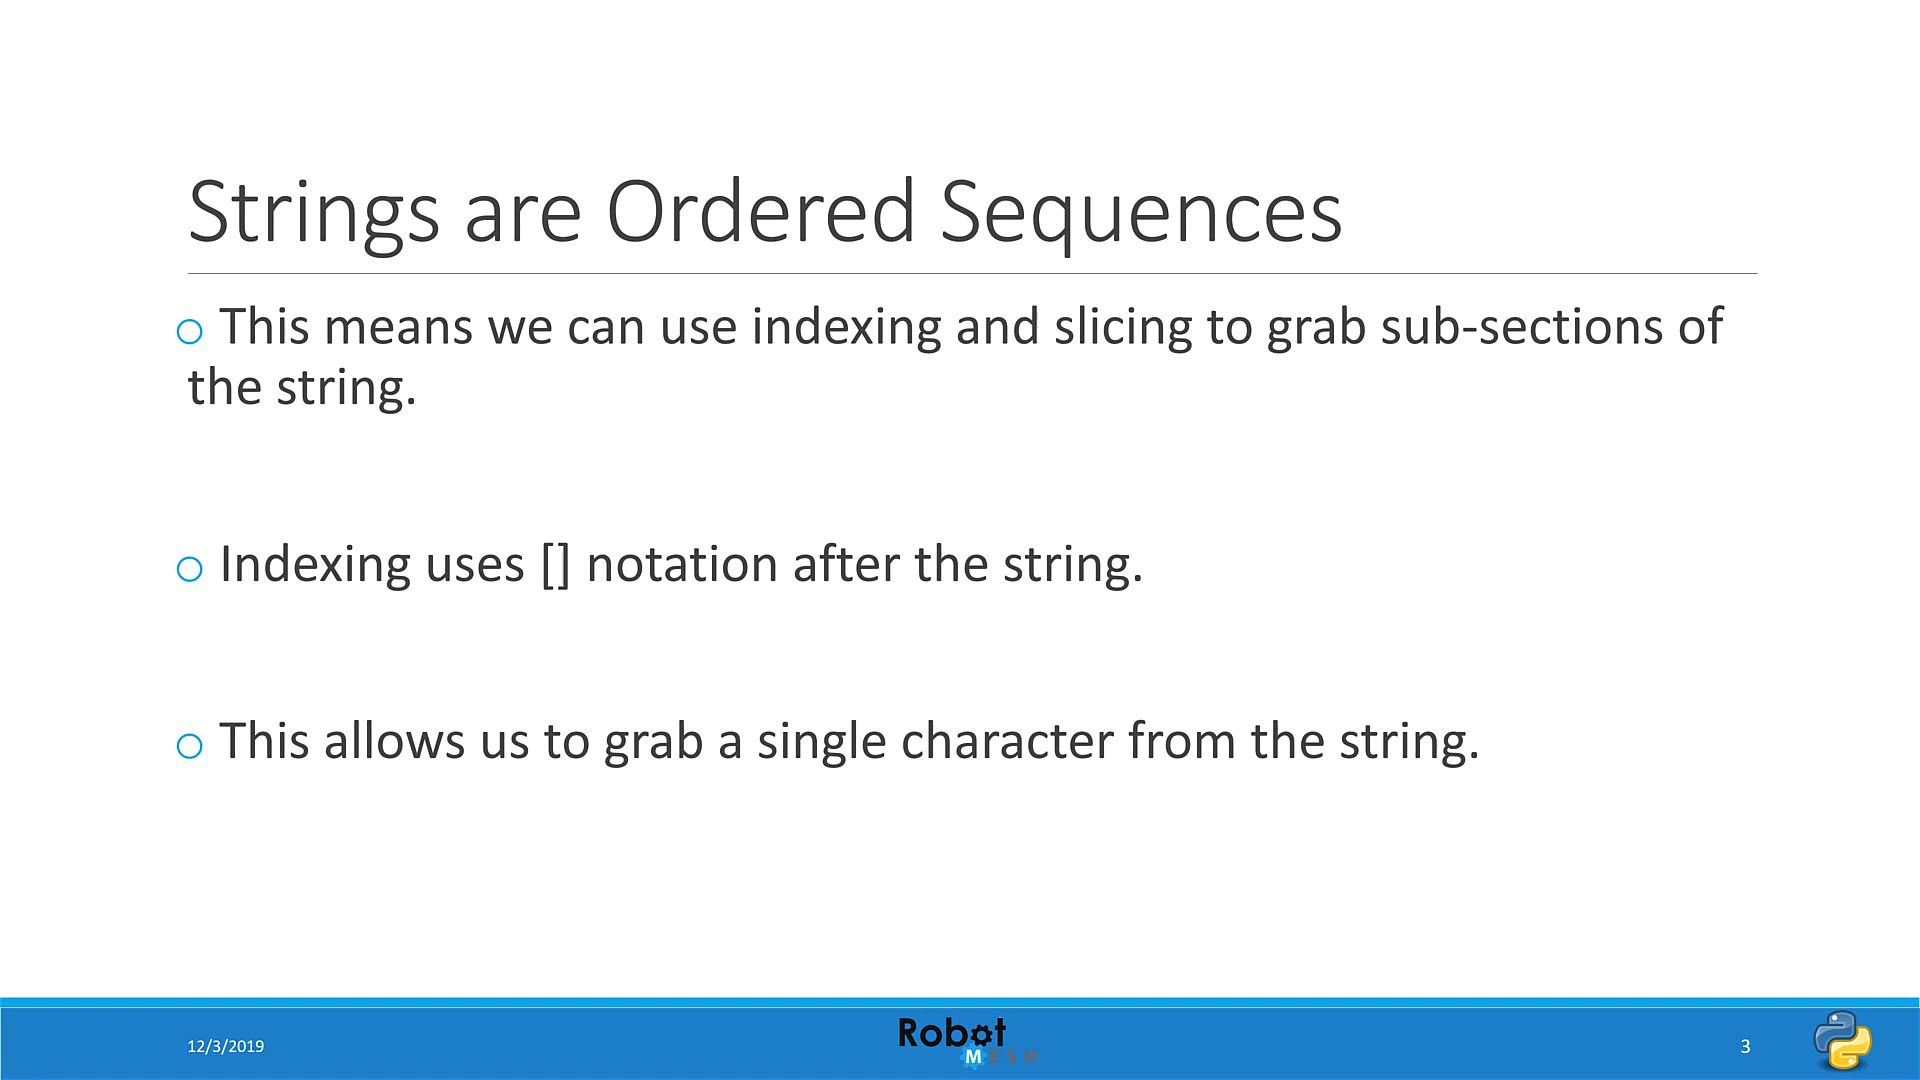 Strings are Ordered Sequences
o This means we can use indexing and slicing to grab sub-sections of
the string.
o Indexing uses [] notation after the string.
o This allows us to grab a single character from the string.
12/3/2019
Robot
MESH
3